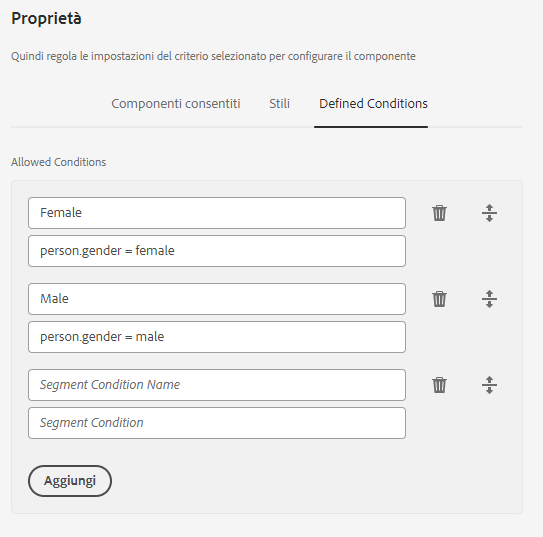 Proprietà
Quindi regola le impostazioni del criterio selezionato per configurare il componente
Componenti consentiti
Stili
Defined Conditions
Allowed Conditions
Female
person.gender = female
Male
person.gender = male
Segment Condition Name
Segment Condition
Aggiungi